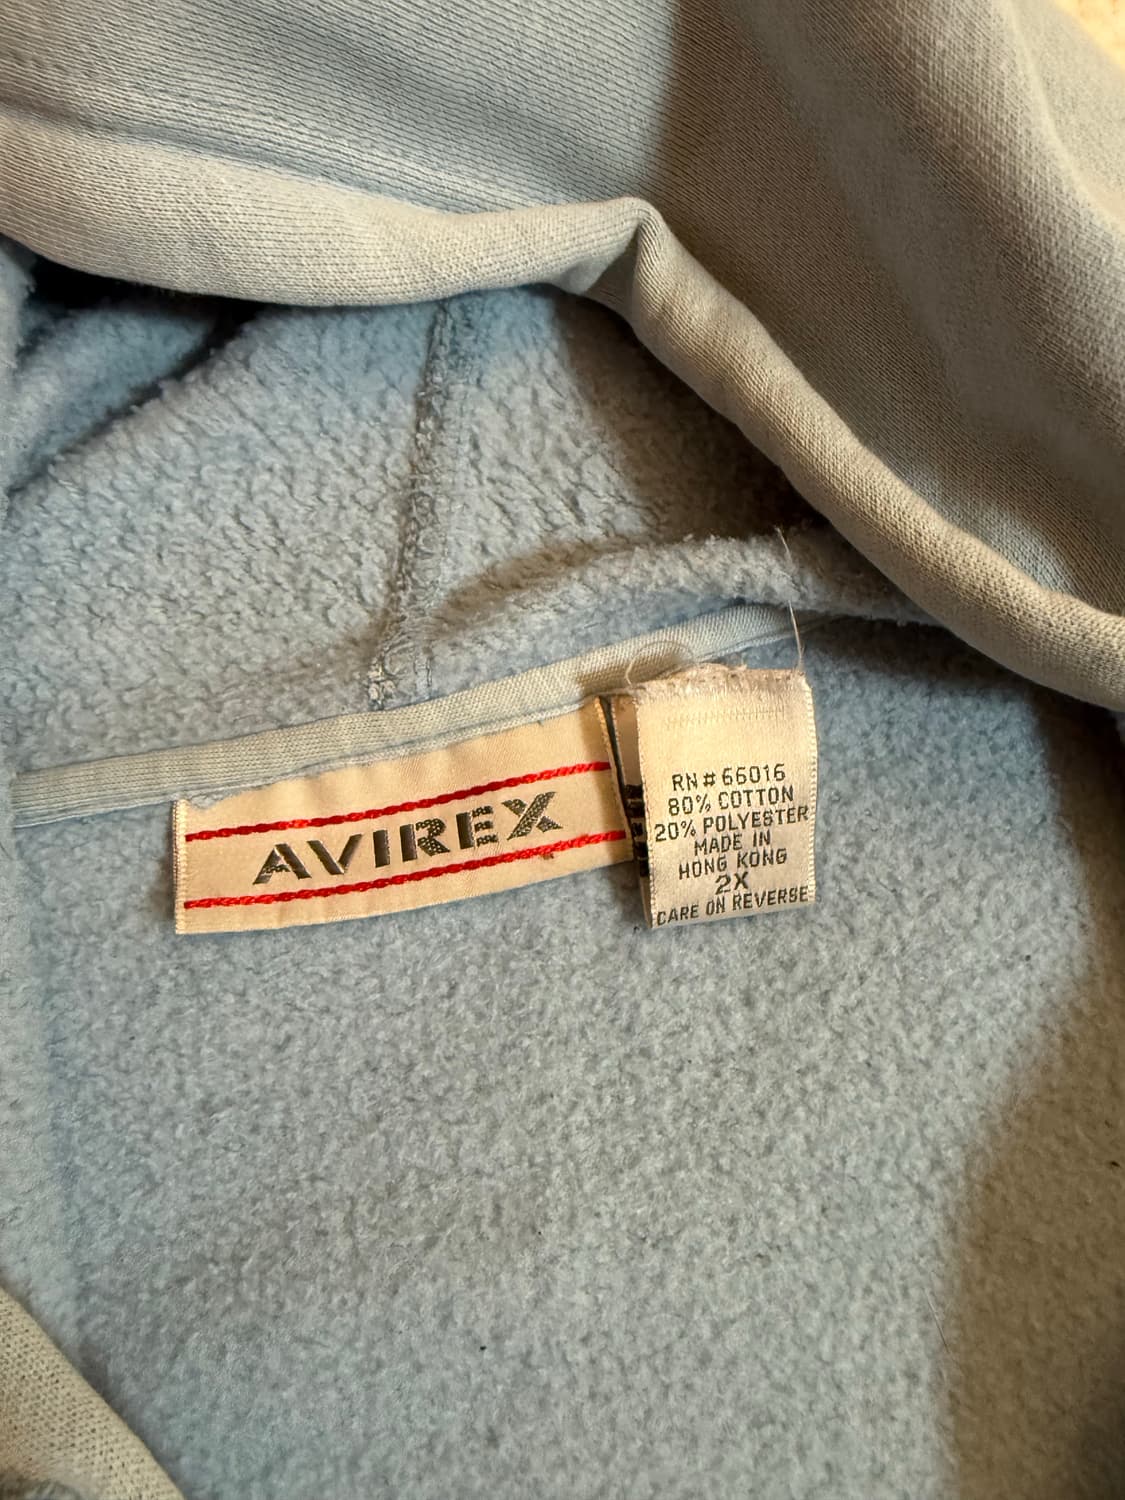 AVIREX
RN# 66016
80% COTTON
20% POLYESTER
MADE IN
HONG KONG
2X
CARE ON REVERSE